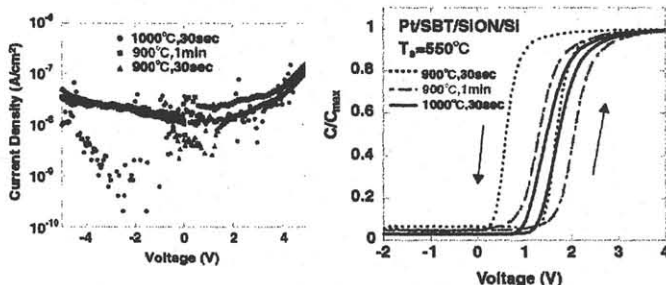 1000°C,30sec
900°C,1min
900°C,30sec
Current Density (A/cm²)
10⁻⁶
10⁻⁷
10⁻⁸
10⁻⁹
10⁻¹⁰
-4 -2 0 2 4
Voltage (V)
Pt/SBT/SiON/Si
Tₛ=550°C
900°C,30sec
900°C,1min
1000°C,30sec
C/Cmax
1
0.8
0.6
0.4
0.2
0
-2 -1 0 1 2 3 4
Voltage (V)